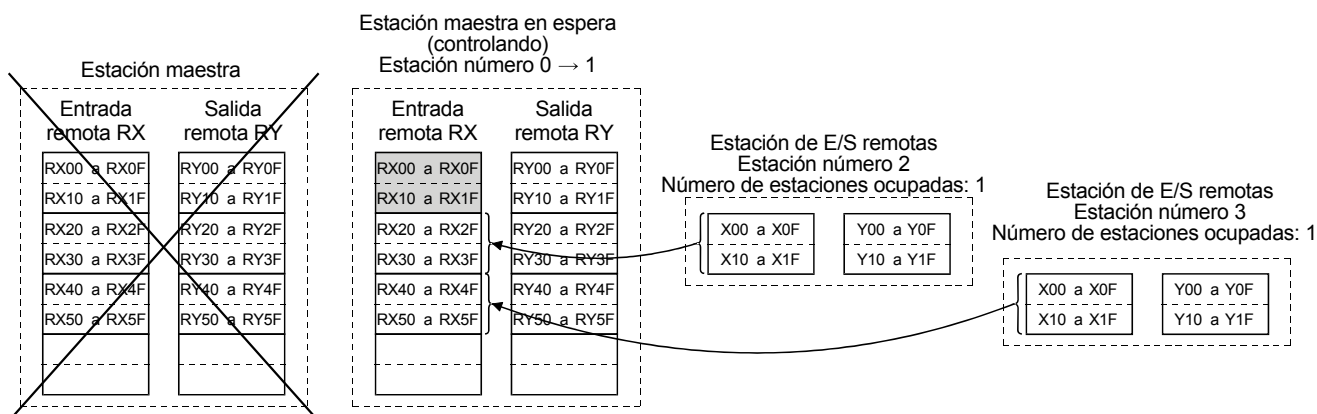 Estación maestra
Entrada remota RX
Salida remota RY
RX00 a RX0F
RX10 a RX1F
RX20 a RX2F
RX30 a RX3F
RX40 a RX4F
RX50 a RX5F
RY00 a RY0F
RY10 a RY1F
RY20 a RY2F
RY30 a RY3F
RY40 a RY4F
RY50 a RY5F
Estación maestra en espera
(controlando)
Estación número 0 → 1
Entrada remota RX
Salida remota RY
RX00 a RX0F
RX10 a RX1F
RX20 a RX2F
RX30 a RX3F
RX40 a RX4F
RX50 a RX5F
RY00 a RY0F
RY10 a RY1F
RY20 a RY2F
RY30 a RY3F
RY40 a RY4F
RY50 a RY5F
Estación de E/S remotas
Estación número 2
Número de estaciones ocupadas: 1
X00 a X0F
X10 a X1F
Y00 a Y0F
Y10 a Y1F
Estación de E/S remotas
Estación número 3
Número de estaciones ocupadas: 1
X00 a X0F
X10 a X1F
Y00 a Y0F
Y10 a Y1F